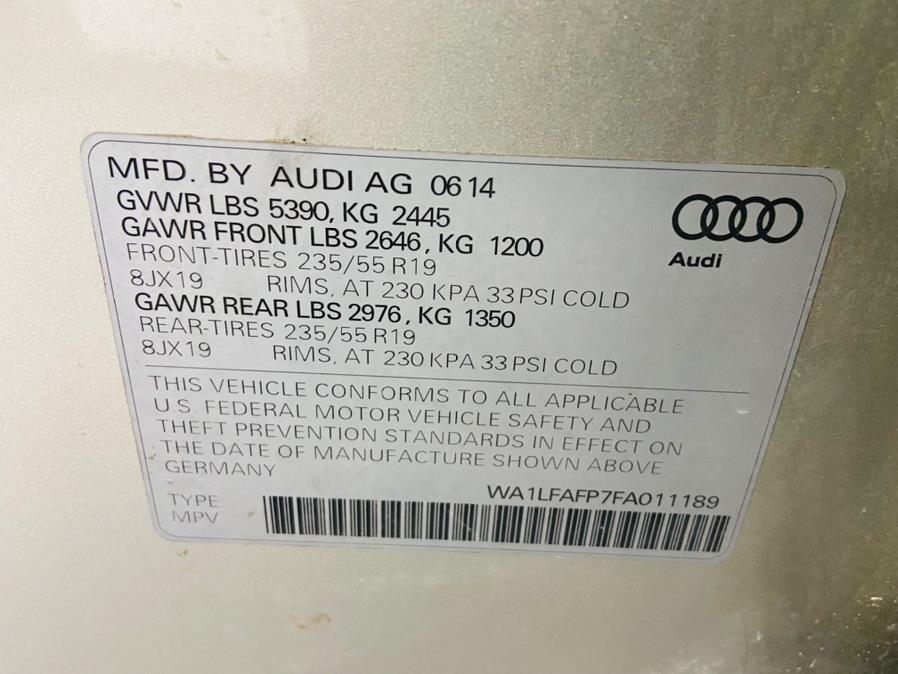 MFD. BY AUDI AG 0614
GVWR LBS 5390, KG 2445
GAWR FRONT LBS 2646, KG 1200
FRONT-TIRES 235/55 R19
8JX19 RIMS, AT 230 KPA 33 PSI COLD
GAWR REAR LBS 2976, KG 1350
REAR-TIRES 235/55 R19
8JX19 RIMS, AT 230 KPA 33 PSI COLD
Audi
THIS VEHICLE CONFORMS TO ALL APPLICABLE
U.S. FEDERAL MOTOR VEHICLE SAFETY AND
THEFT PREVENTION STANDARDS IN EFFECT ON
THE DATE OF MANUFACTURE SHOWN ABOVE
GERMANY
WA1LFAFP7FA011189
TYPE
MPV